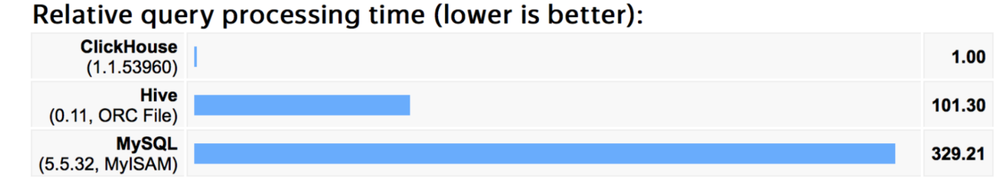 Relative query processing time (lower is better):
ClickHouse
(1.1.53960)
1.00
Hive
(0.11, ORC File)
101.30
MySQL
(5.5.32, MyISAM)
329.21